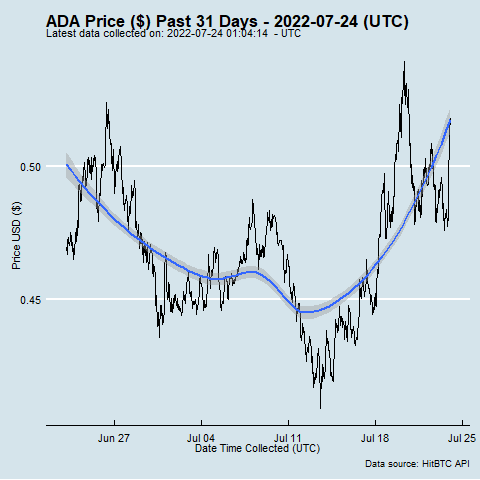 ADA Price ($) Past 31 Days - 2022-07-24 (UTC)
Latest data collected on: 2022-07-24 01:04:14  - UTC
Price USD ($)
0.50
0.45
Jun 27 Jul 04 Jul 11 Jul 18 Jul 25
Date Time Collected (UTC)
Data source: HitBTC API